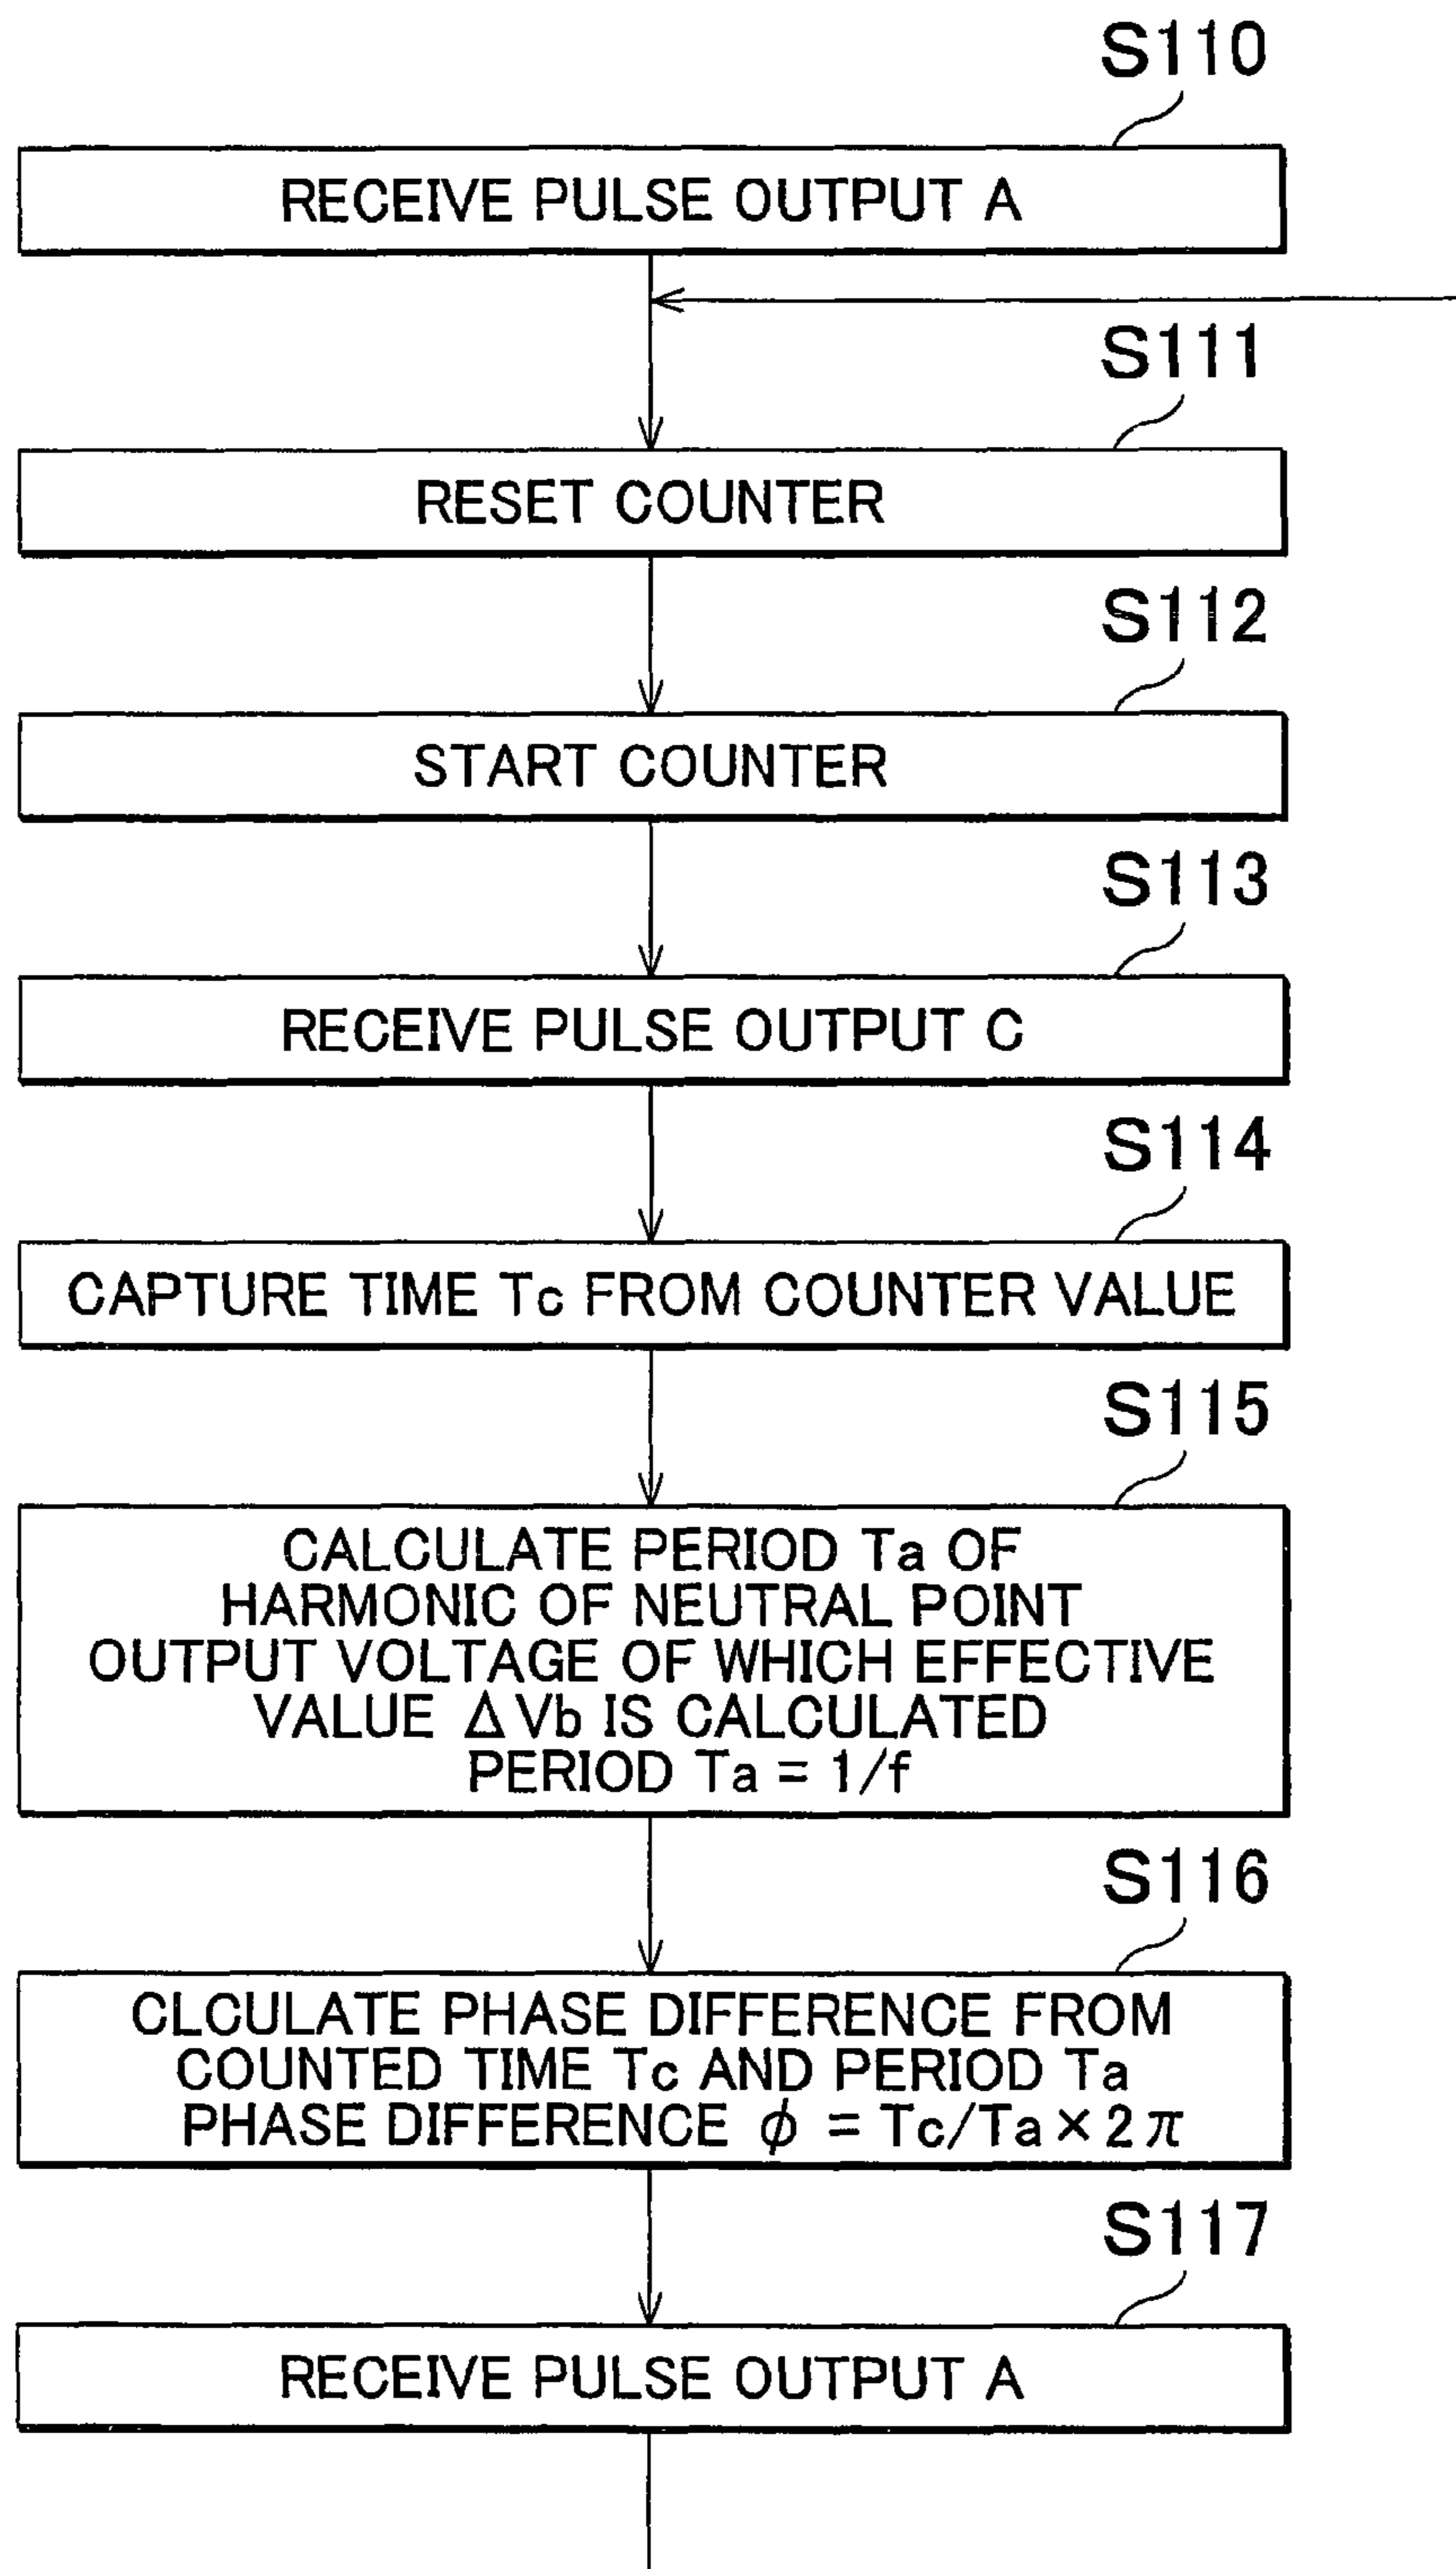 S110
RECEIVE PULSE OUTPUT A
S111
RESET COUNTER
S112
START COUNTER
S113
RECEIVE PULSE OUTPUT C
S114
CAPTURE TIME Tc FROM COUNTER VALUE
S115
CALCULATE PERIOD Ta OF
HARMONIC OF NEUTRAL POINT
OUTPUT VOLTAGE OF WHICH EFFECTIVE
VALUE ΔVb IS CALCULATED
PERIOD Ta = 1/f
S116
CLCULATE PHASE DIFFERENCE FROM
COUNTED TIME Tc AND PERIOD Ta
PHASE DIFFERENCE ϕ = Tc/Ta × 2π
S117
RECEIVE PULSE OUTPUT A